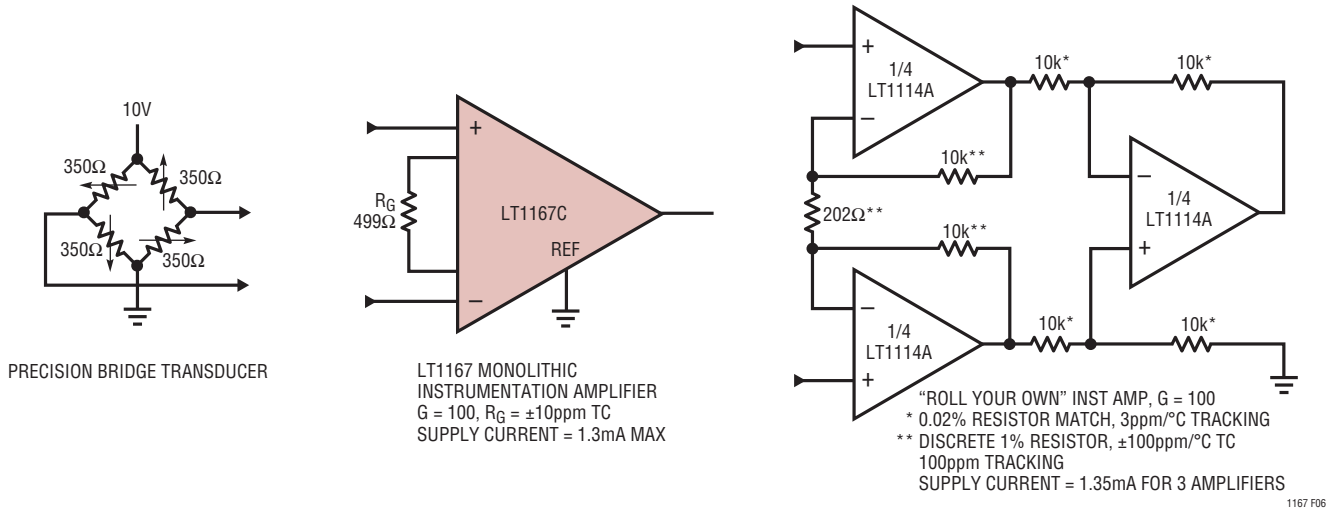 10V
350Ω
350Ω
350Ω
350Ω
PRECISION BRIDGE TRANSDUCER
+
RG
499Ω
LT1167C
REF
–
LT1167 MONOLITHIC
INSTRUMENTATION AMPLIFIER
G = 100, RG = ±10ppm TC
SUPPLY CURRENT = 1.3mA MAX
+
1/4
LT1114A
–
10k*
10k*
10k**
202Ω**
10k**
–
1/4
LT1114A
+
–
1/4
LT1114A
+
10k*
10k*
“ROLL YOUR OWN” INST AMP, G = 100
* 0.02% RESISTOR MATCH, 3ppm/°C TRACKING
** DISCRETE 1% RESISTOR, ±100ppm/°C TC
100ppm TRACKING
SUPPLY CURRENT = 1.35mA FOR 3 AMPLIFIERS
1167 F06